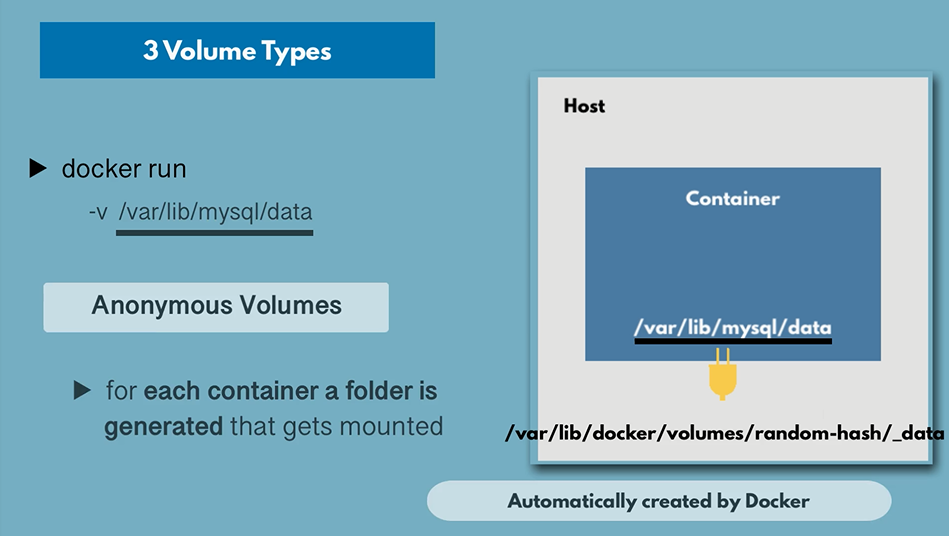 3 Volume Types
docker run
-v /var/lib/mysql/data
Anonymous Volumes
for each container a folder is
generated that gets mounted
Host
Container
/var/lib/mysql/data
/var/lib/docker/volumes/random-hash/_data
Automatically created by Docker